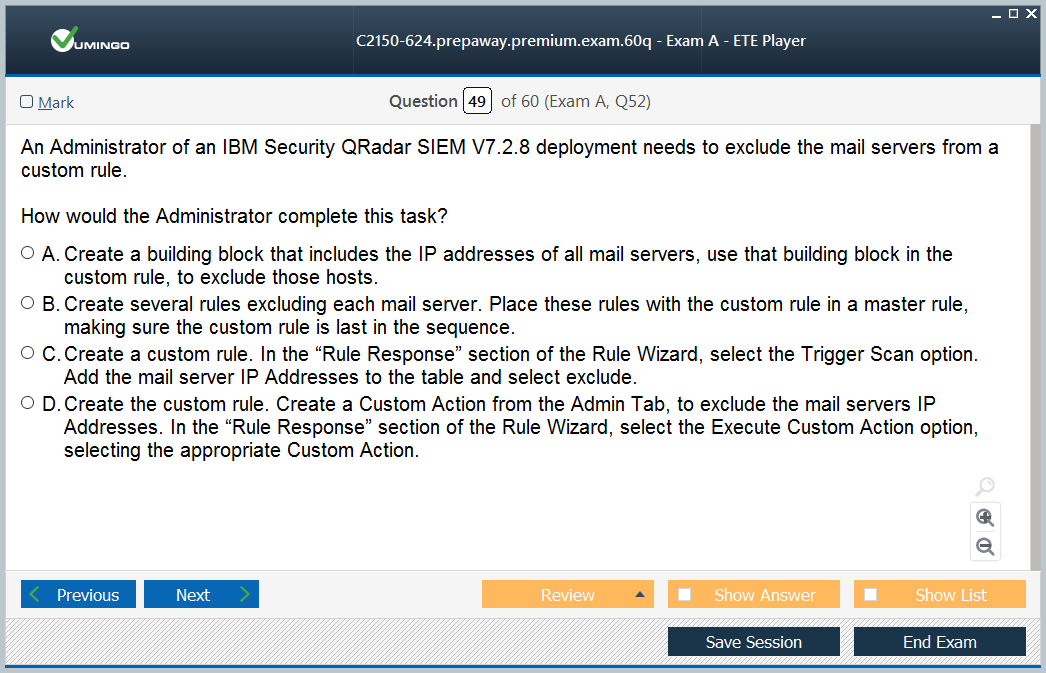 VUMINGO
C2150-624.prepaway.premium.exam.60q - Exam A - ETE Player
Mark
Question 49 of 60 (Exam A, Q52)
An Administrator of an IBM Security QRadar SIEM V7.2.8 deployment needs to exclude the mail servers from a
custom rule.
How would the Administrator complete this task?
A. Create a building block that includes the IP addresses of all mail servers, use that building block in the
custom rule, to exclude those hosts.
B. Create several rules excluding each mail server. Place these rules with the custom rule in a master rule,
making sure the custom rule is last in the sequence.
C. Create a custom rule. In the “Rule Response” section of the Rule Wizard, select the Trigger Scan option.
Add the mail server IP Addresses to the table and select exclude.
D. Create the custom rule. Create a Custom Action from the Admin Tab, to exclude the mail servers IP
Addresses. In the “Rule Response” section of the Rule Wizard, select the Execute Custom Action option,
selecting the appropriate Custom Action.
Previous
Next
Review
Show Answer
Show List
Save Session
End Exam